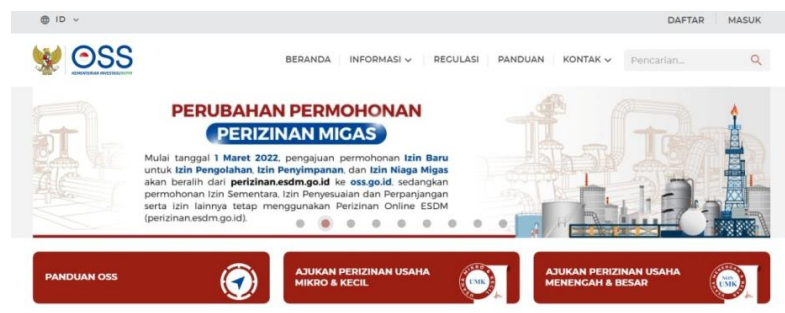 ID
DAFTAR MASUK
OSS
KEMENTERIAN INVESTASI/BKPM
BERANDA INFORMASI REGULASI PANDUAN KONTAK Pencarian...
PERUBAHAN PERMOHONAN
PERIZINAN MIGAS
Mulai tanggal 1 Maret 2022, pengajuan permohonan Izin Baru
untuk Izin Pengolahan, Izin Penyimpanan, dan Izin Niaga Migas
akan beralih dari perizinan.esdm.go.id ke oss.go.id, sedangkan
permohonan Izin Sementara, Izin Penyesuaian dan Perpanjangan
serta izin lainnya tetap menggunakan Perizinan Online ESDM
(perizinan.esdm.go.id).
PANDUAN OSS
AJUKAN PERIZINAN USAHA
MIKRO & KECIL
UMK
AJUKAN PERIZINAN USAHA
MENENGAH & BESAR
NON
UMK